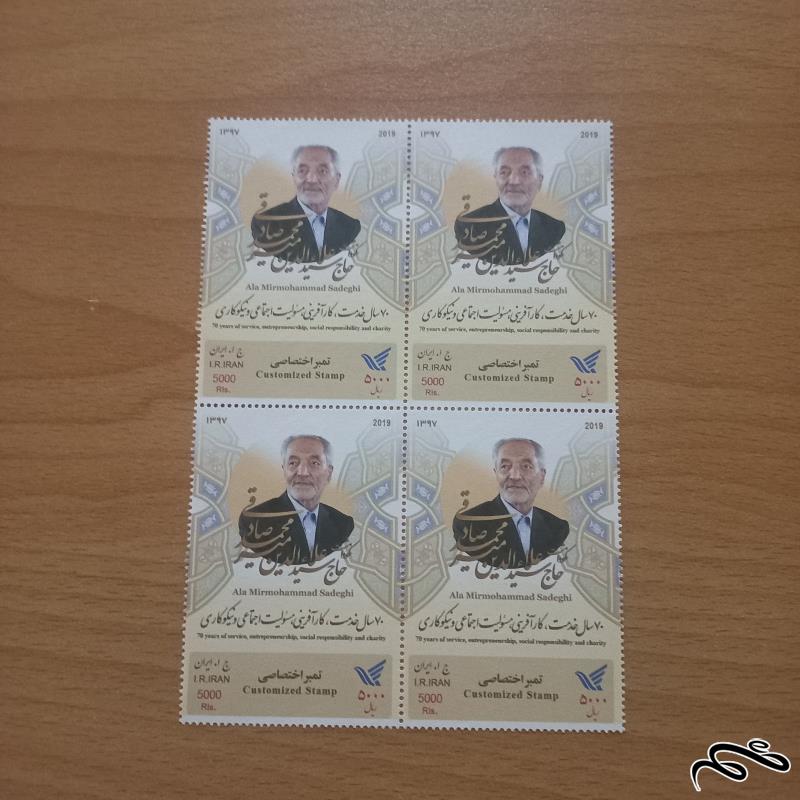 ۱۳۹۷ 2019
حاج سید علاءالدین میرمحمد صادقی
Ala Mirmohammad Sadeghi
۷۰ سال خدمت، کارآفرینی، مسئولیت اجتماعی و نیکوکاری
70 years of service, entrepreneurship, social responsibility and charity
ج .ا. ایران
I.R.IRAN
5000
Rls.
تمبر اختصاصی
Customized Stamp
۵۰۰۰
ریال
۱۳۹۷ 2019
حاج سید علاءالدین میرمحمد صادقی
Ala Mirmohammad Sadeghi
۷۰ سال خدمت، کارآفرینی، مسئولیت اجتماعی و نیکوکاری
70 years of service, entrepreneurship, social responsibility and charity
ج .ا. ایران
I.R.IRAN
5000
Rls.
تمبر اختصاصی
Customized Stamp
۵۰۰۰
ریال
۱۳۹۷ 2019
حاج سید علاءالدین میرمحمد صادقی
Ala Mirmohammad Sadeghi
۷۰ سال خدمت، کارآفرینی، مسئولیت اجتماعی و نیکوکاری
70 years of service, entrepreneurship, social responsibility and charity
ج .ا. ایران
I.R.IRAN
5000
Rls.
تمبر اختصاصی
Customized Stamp
۵۰۰۰
ریال
۱۳۹۷ 2019
حاج سید علاءالدین میرمحمد صادقی
Ala Mirmohammad Sadeghi
۷۰ سال خدمت، کارآفرینی، مسئولیت اجتماعی و نیکوکاری
70 years of service, entrepreneurship, social responsibility and charity
ج .ا. ایران
I.R.IRAN
5000
Rls.
تمبر اختصاصی
Customized Stamp
۵۰۰۰
ریال